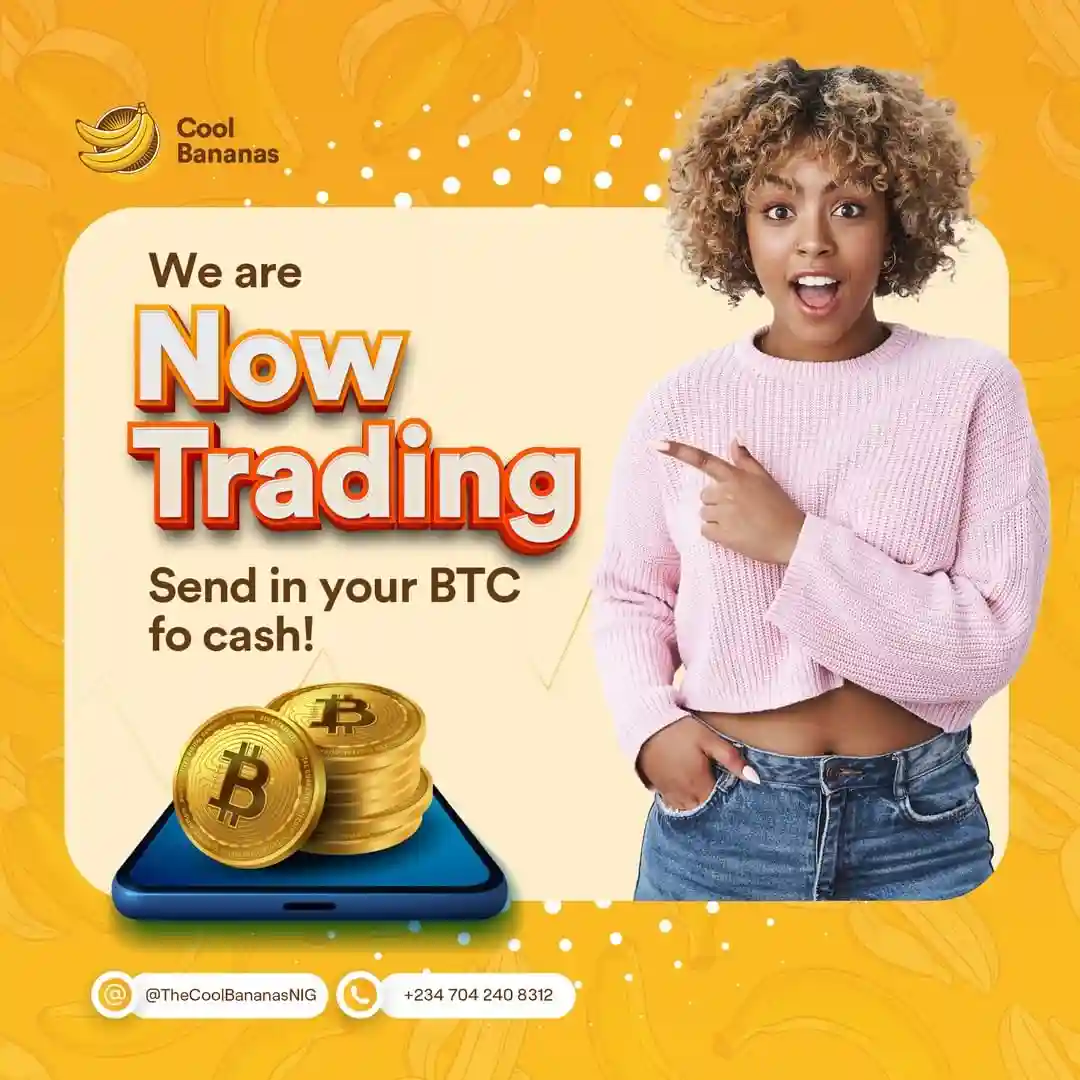 Cool
Bananas
We are
Now
Trading
Send in your BTC
fo cash!
@TheCoolBananasNIG
+234 704 240 8312